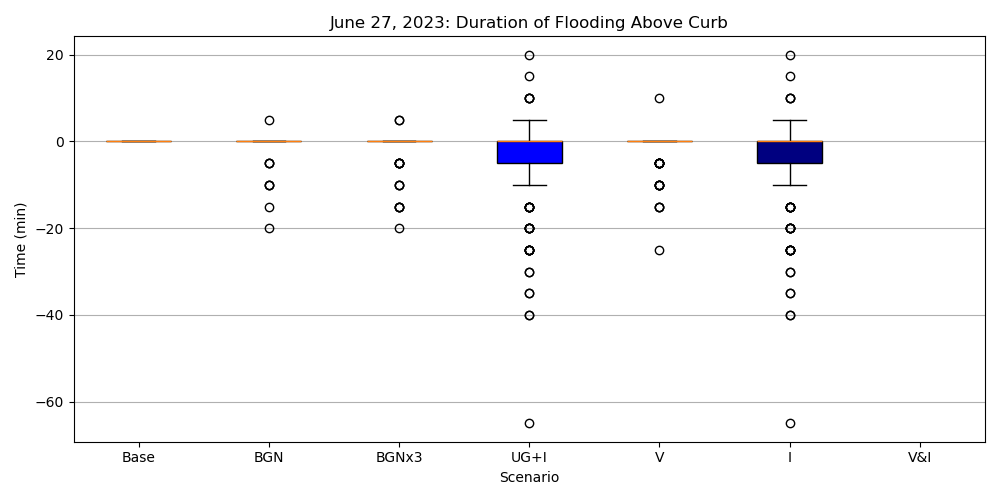 June 27, 2023: Duration of Flooding Above Curb
20
0
−20
−40
−60
Time (min)
Base BGN BGNx3 UG+I V I V&I
Scenario